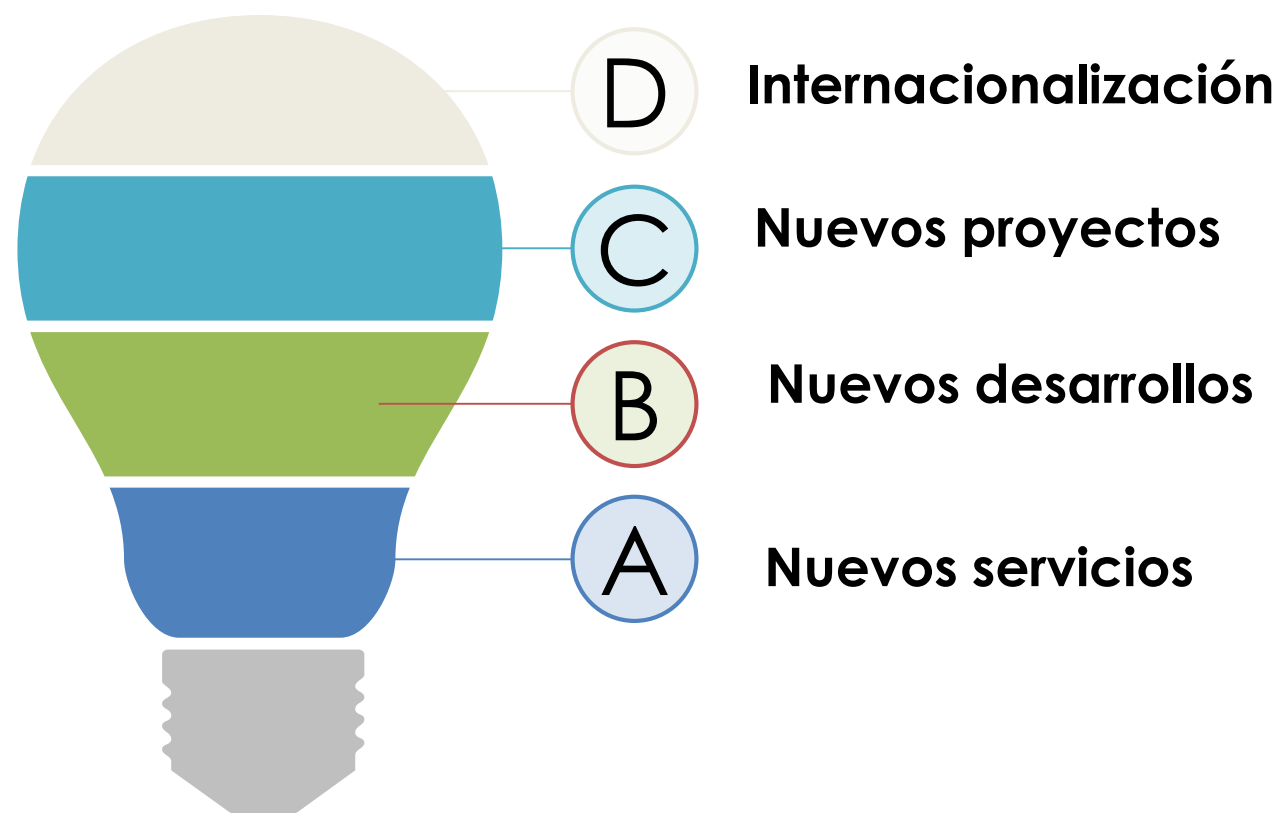 D Internacionalización
C Nuevos proyectos
B Nuevos desarrollos
A Nuevos servicios